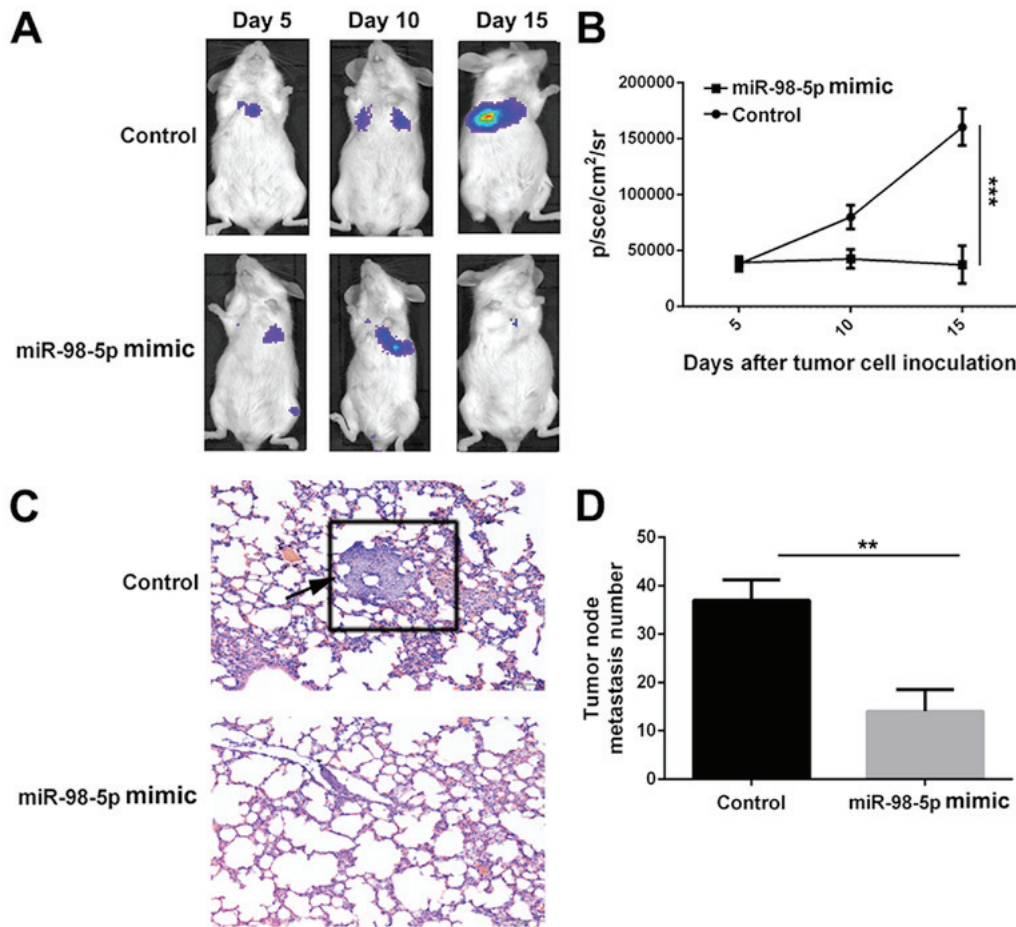 A
Day 5
Day 10
Day 15
Control
miR-98-5p mimic
B
200000
150000
100000
50000
0
p/sce/cm²/sr
miR-98-5p mimic
Control
***
5
10
15
Days after tumor cell inoculation
C
Control
miR-98-5p mimic
D
50
40
30
20
10
0
Tumor node
metastasis number
**
Control
miR-98-5p mimic